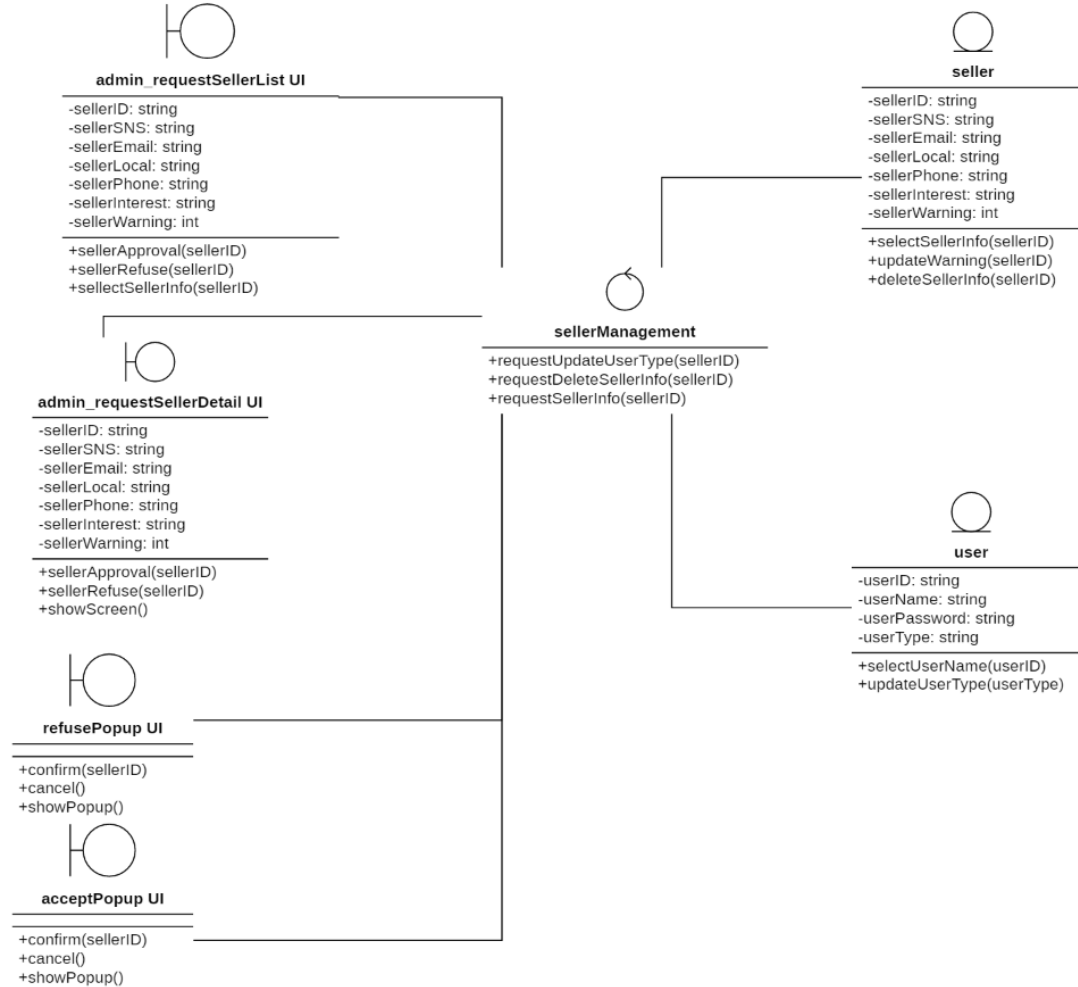 admin_requestSellerList UI
-sellerID: string
-sellerSNS: string
-sellerEmail: string
-sellerLocal: string
-sellerPhone: string
-sellerInterest: string
-sellerWarning: int
+sellerApproval(sellerID)
+sellerRefuse(sellerID)
+sellectSellerInfo(sellerID)
admin_requestSellerDetail UI
-sellerID: string
-sellerSNS: string
-sellerEmail: string
-sellerLocal: string
-sellerPhone: string
-sellerInterest: string
-sellerWarning: int
+sellerApproval(sellerID)
+sellerRefuse(sellerID)
+showScreen()
refusePopup UI
+confirm(sellerID)
+cancel()
+showPopup()
acceptPopup UI
+confirm(sellerID)
+cancel()
+showPopup()
sellerManagement
+requestUpdateUserType(sellerID)
+requestDeleteSellerInfo(sellerID)
+requestSellerInfo(sellerID)
seller
-sellerID: string
-sellerSNS: string
-sellerEmail: string
-sellerLocal: string
-sellerPhone: string
-sellerInterest: string
-sellerWarning: int
+selectSellerInfo(sellerID)
+updateWarning(sellerID)
+deleteSellerInfo(sellerID)
user
-userID: string
-userName: string
-userPassword: string
-userType: string
+selectUserName(userID)
+updateUserType(userType)